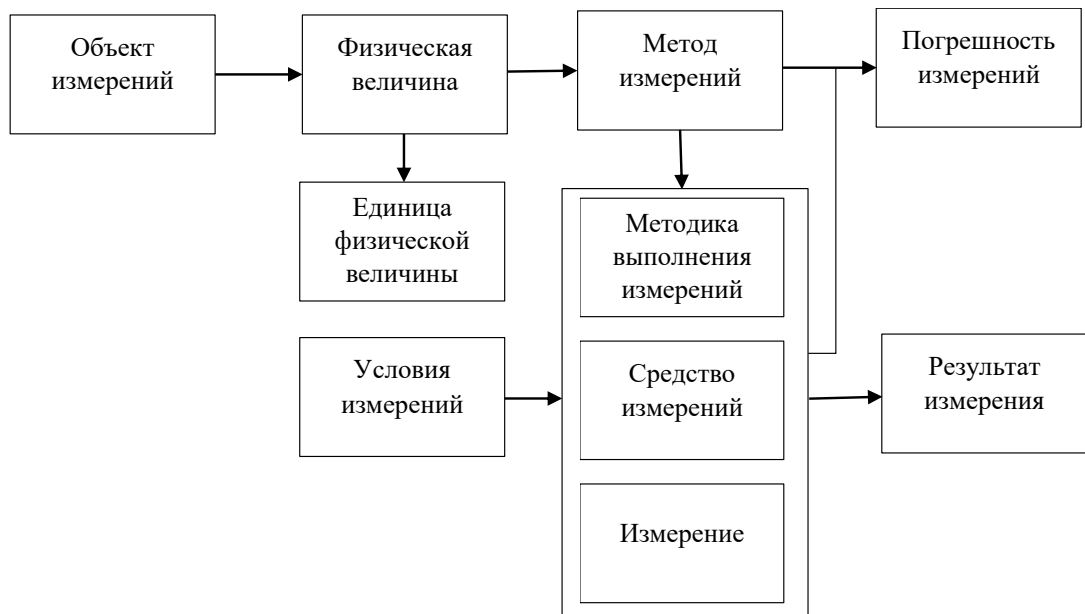 Объект
измерений
Физическая
величина
Метод
измерений
Погрешность
измерений
Единица
физической
величины
Методика
выполнения
измерений
Условия
измерений
Средство
измерений
Результат
измерения
Измерение